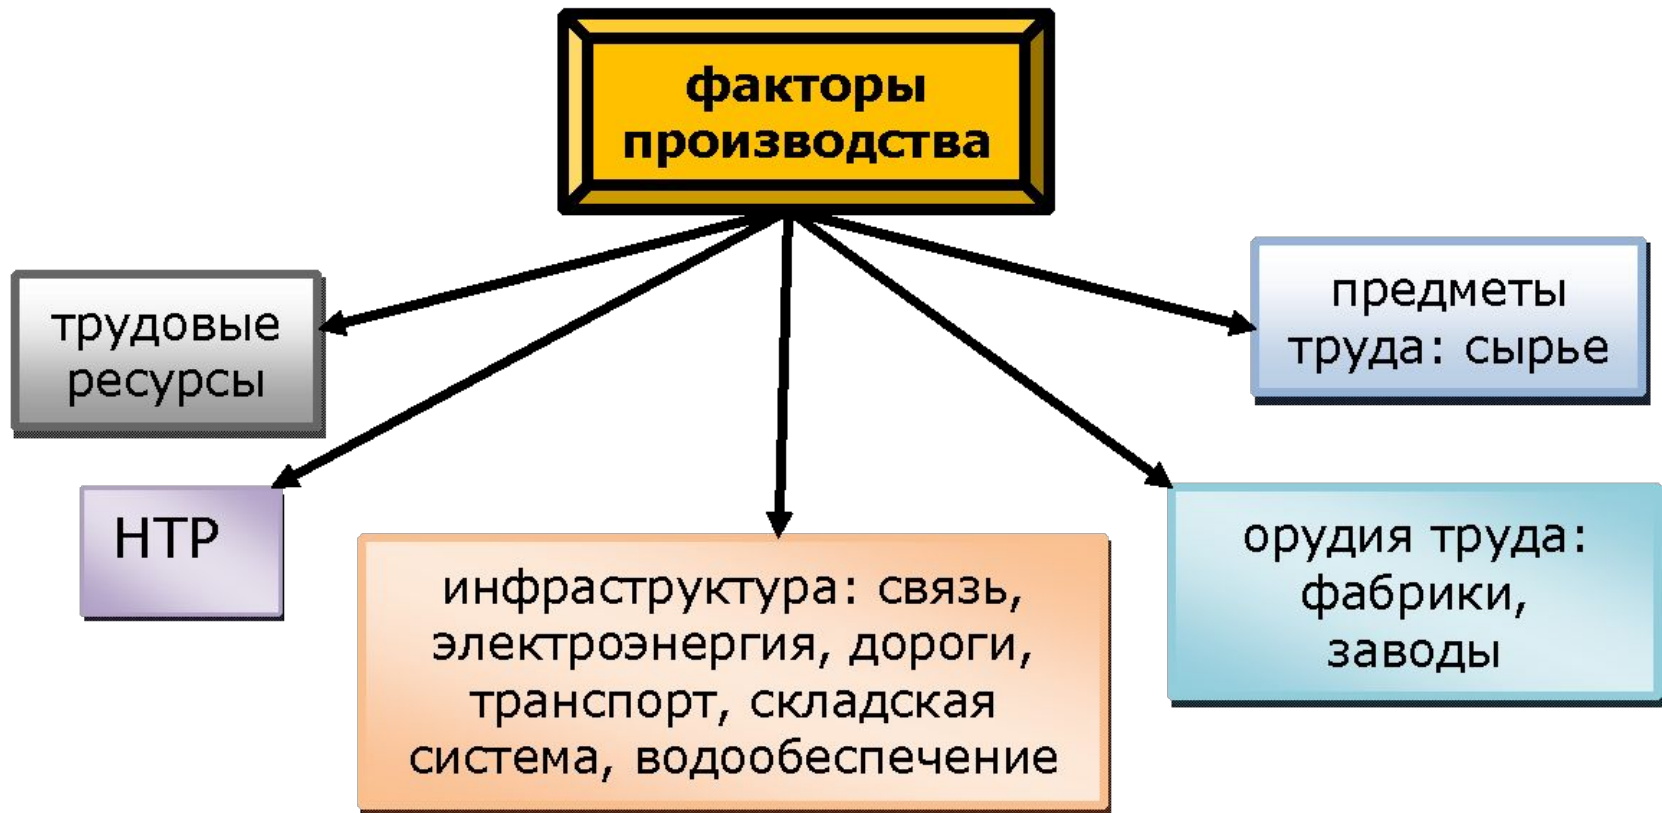 факторы
производства
трудовые
ресурсы
предметы
труда: сырье
НТР
инфраструктура: связь,
электроэнергия, дороги,
транспорт, складская
система, водообеспечение
орудия труда:
фабрики,
заводы